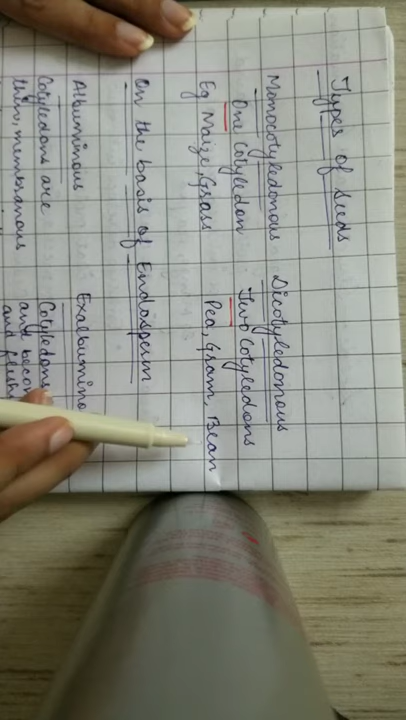 Types of Seeds
Monocotyledonous Dicotyledonous
One Cotyledon Two Cotyledons
Eg Maize, Grass Pea, Gram, Bean
On the basis of Endosperm
Albuminous
Cotyledons are Cotyledons
thin, membranous and